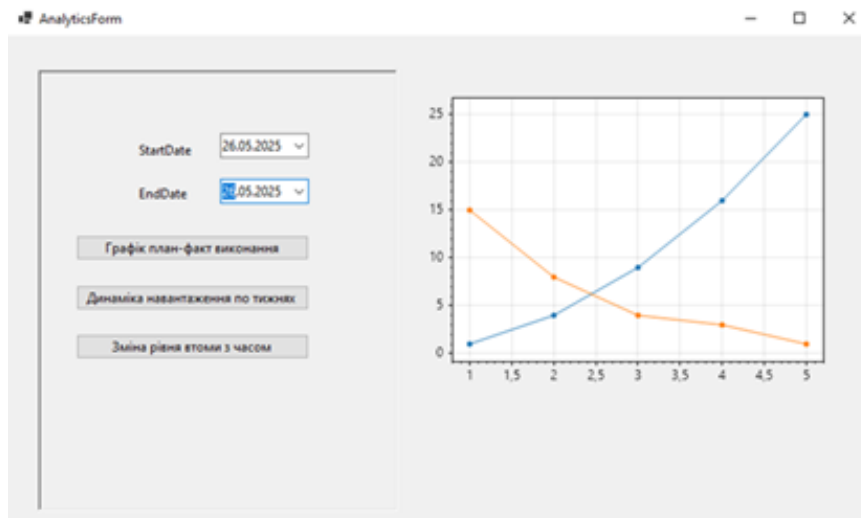 AnalyticsForm
StartDate 26.05.2025
EndDate 26.05.2025
Графік план-факт виконання
Динаміка навантаження по тижнях
Зміна рівня втоми з часом
25
20
15
10
5
0
1 1,5 2 2,5 3 3,5 4 4,5 5